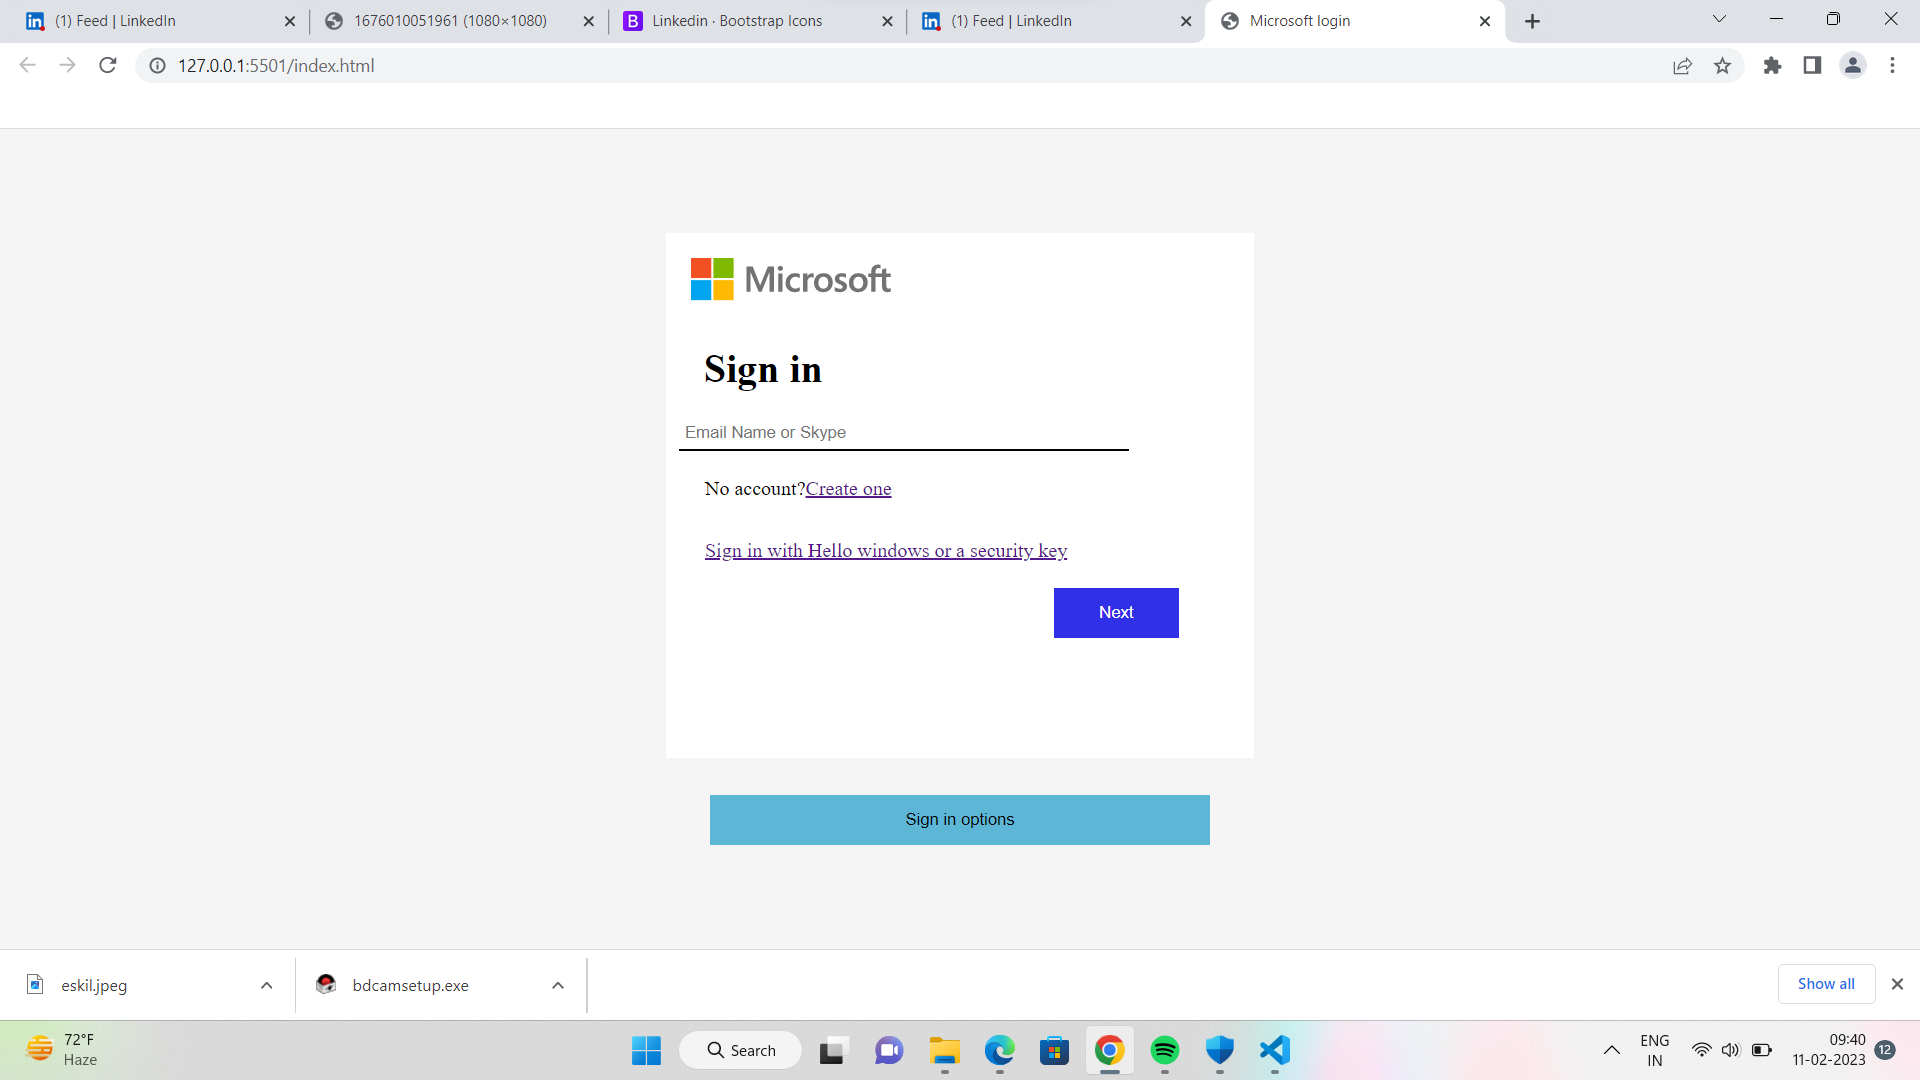 (1) Feed | LinkedIn
1676010051961 (1080×1080)
Linkedin · Bootstrap Icons
(1) Feed | LinkedIn
Microsoft login
127.0.0.1:5501/index.html
Microsoft
Sign in
Email Name or Skype
No account?Create one
Sign in with Hello windows or a security key
Next
Sign in options
eskil.jpeg
bdcamsetup.exe
Show all
72°F
Haze
Search
ENG
IN
09:40
11-02-2023
12